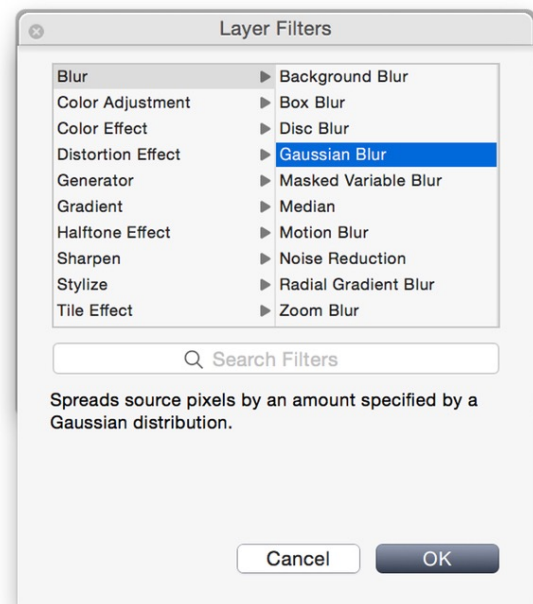 Layer Filters
Blur
Color Adjustment
Color Effect
Distortion Effect
Generator
Gradient
Halftone Effect
Sharpen
Stylize
Tile Effect
Background Blur
Box Blur
Disc Blur
Gaussian Blur
Masked Variable Blur
Median
Motion Blur
Noise Reduction
Radial Gradient Blur
Zoom Blur
Search Filters
Spreads source pixels by an amount specified by a
Gaussian distribution.
Cancel
OK